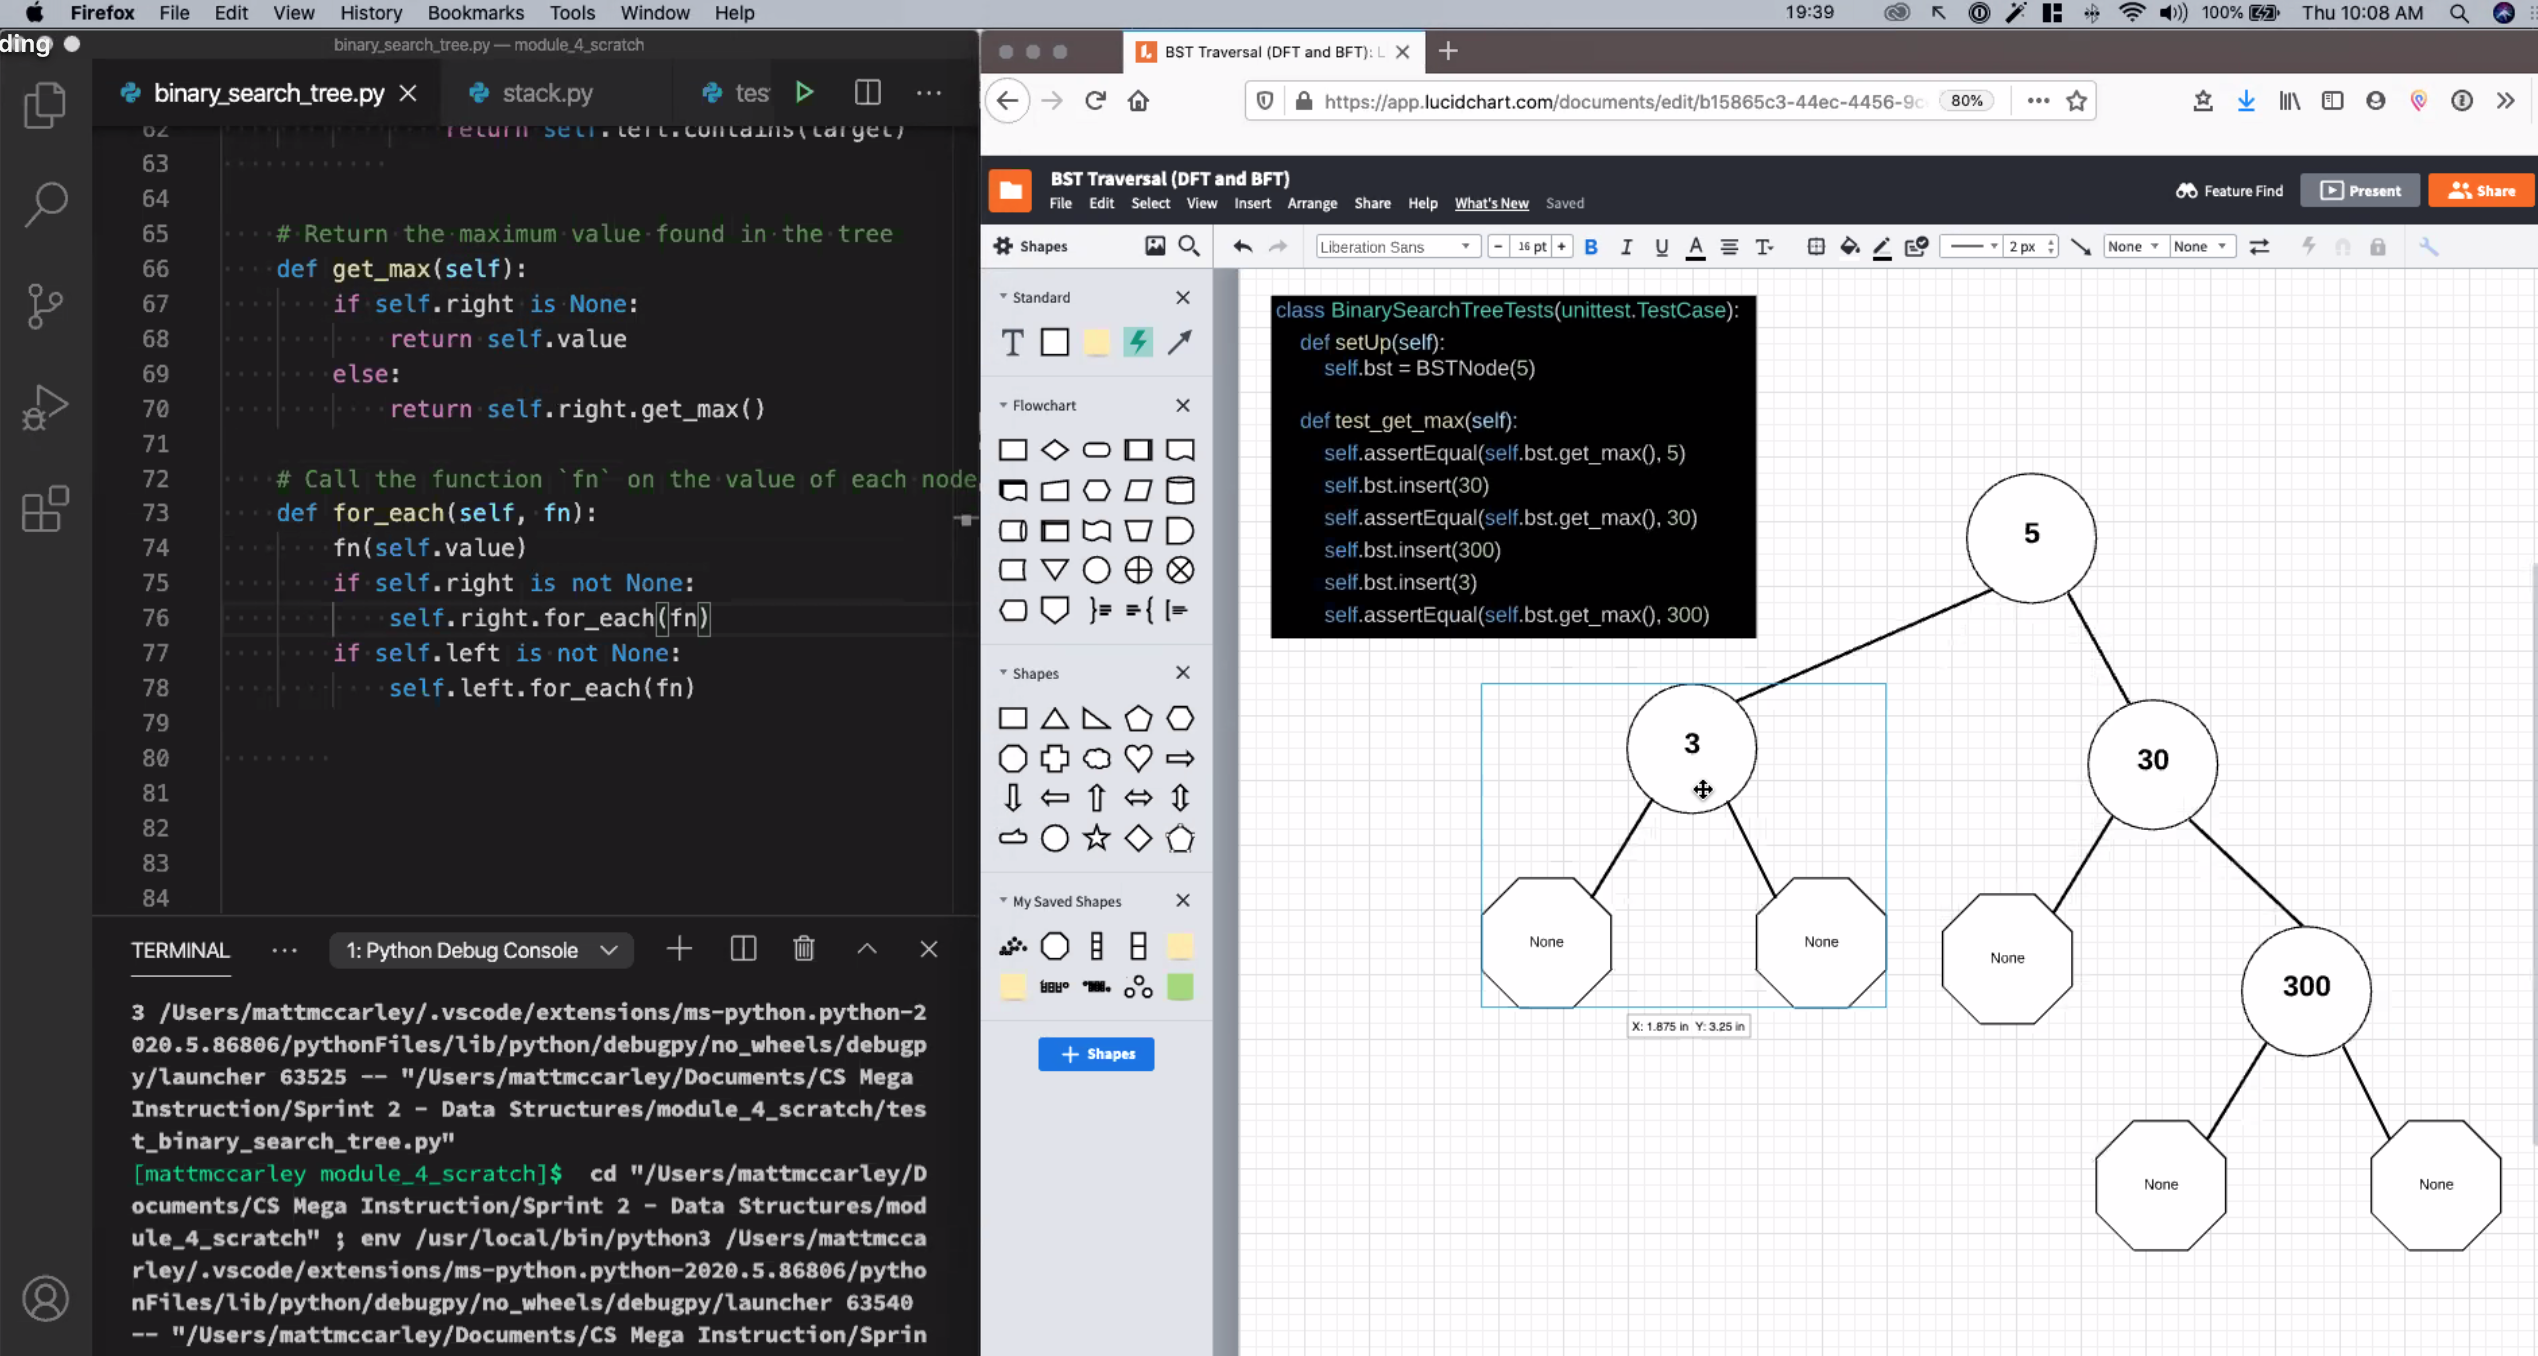 Firefox File Edit View History Bookmarks Tools Window Help 19:39 100% Thu 10:08 AM
ding
binary_search_tree.py — module_4_scratch
binary_search_tree.py
stack.py
tes
62 return self.left.contains(target)
63
64
65 # Return the maximum value found in the tree
66 def get_max(self):
67 if self.right is None:
68 return self.value
69 else:
70 return self.right.get_max()
71
72 # Call the function `fn` on the value of each node
73 def for_each(self, fn):
74 fn(self.value)
75 if self.right is not None:
76 self.right.for_each(fn)
77 if self.left is not None:
78 self.left.for_each(fn)
79
80
81
82
83
84
TERMINAL
1: Python Debug Console
3 /Users/mattmccarley/.vscode/extensions/ms-python.python-2
020.5.86806/pythonFiles/lib/python/debugpy/no_wheels/debugp
y/launcher 63525 -- "/Users/mattmccarley/Documents/CS Mega
Instruction/Sprint 2 - Data Structures/module_4_scratch/tes
t_binary_search_tree.py"
[mattmccarley module_4_scratch]$ cd "/Users/mattmccarley/D
ocuments/CS Mega Instruction/Sprint 2 - Data Structures/mod
ule_4_scratch" ; env /usr/local/bin/python3 /Users/mattmcca
rley/.vscode/extensions/ms-python.python-2020.5.86806/pytho
nFiles/lib/python/debugpy/no_wheels/debugpy/launcher 63540
-- "/Users/mattmccarley/Documents/CS Mega Instruction/Sprin
BST Traversal (DFT and BFT): L
https://app.lucidchart.com/documents/edit/b15865c3-44ec-4456-9c
80%
BST Traversal (DFT and BFT)
File Edit Select View Insert Arrange Share Help What's New Saved
Feature Find
Present
Share
Shapes
Liberation Sans
- 16 pt +
B I U A T
2 px
None
None
Standard
T
Flowchart
Shapes
My Saved Shapes
+ Shapes
class BinarySearchTreeTests(unittest.TestCase):
def setUp(self):
self.bst = BSTNode(5)
def test_get_max(self):
self.assertEqual(self.bst.get_max(), 5)
self.bst.insert(30)
self.assertEqual(self.bst.get_max(), 30)
self.bst.insert(300)
self.bst.insert(3)
self.assertEqual(self.bst.get_max(), 300)
5
3
30
None
None
None
300
X: 1.875 in Y: 3.25 in
None
None